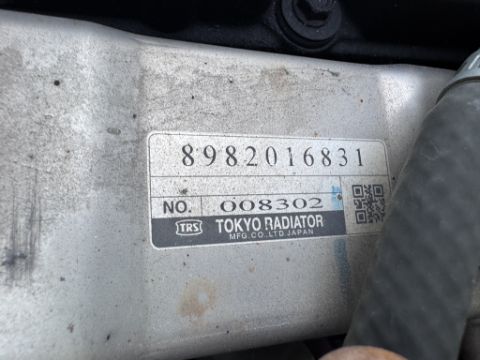 8982016831
NO. 008302
TRS TOKYO RADIATOR
MFG.CO.,LTD.JAPAN